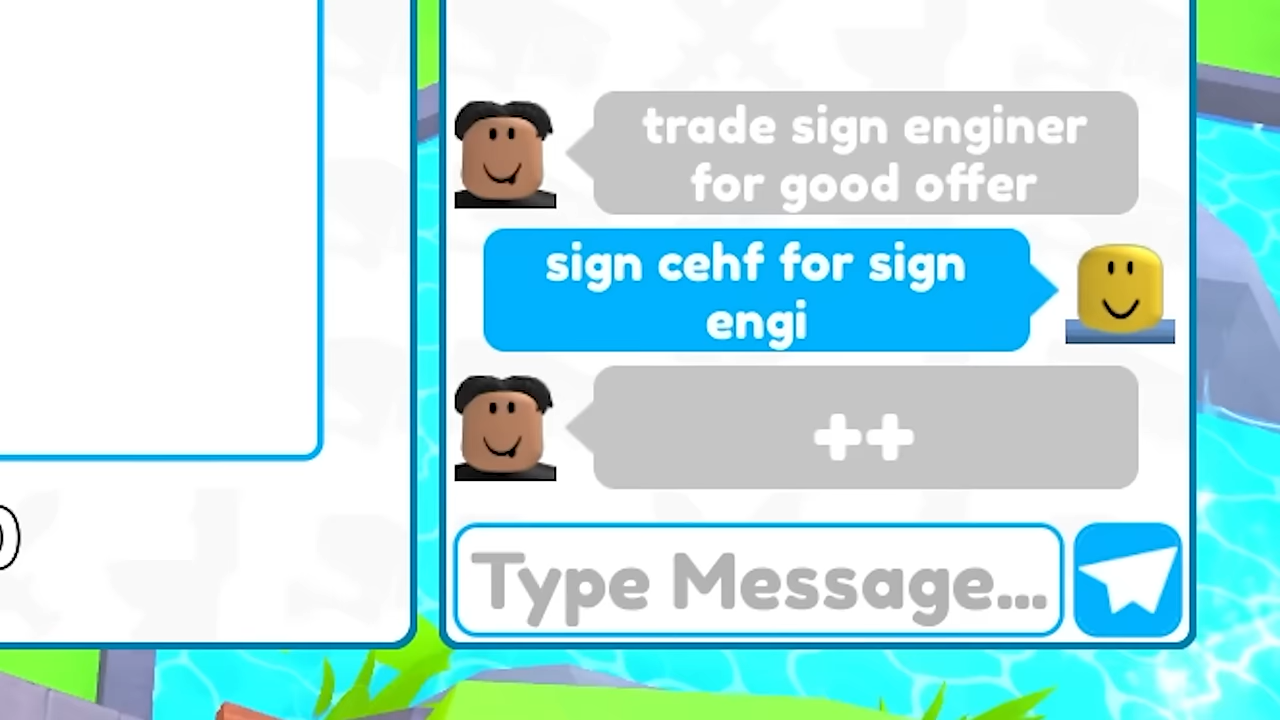 trade sign enginer
for good offer
sign cehf for sign
engi
++
Type Message...